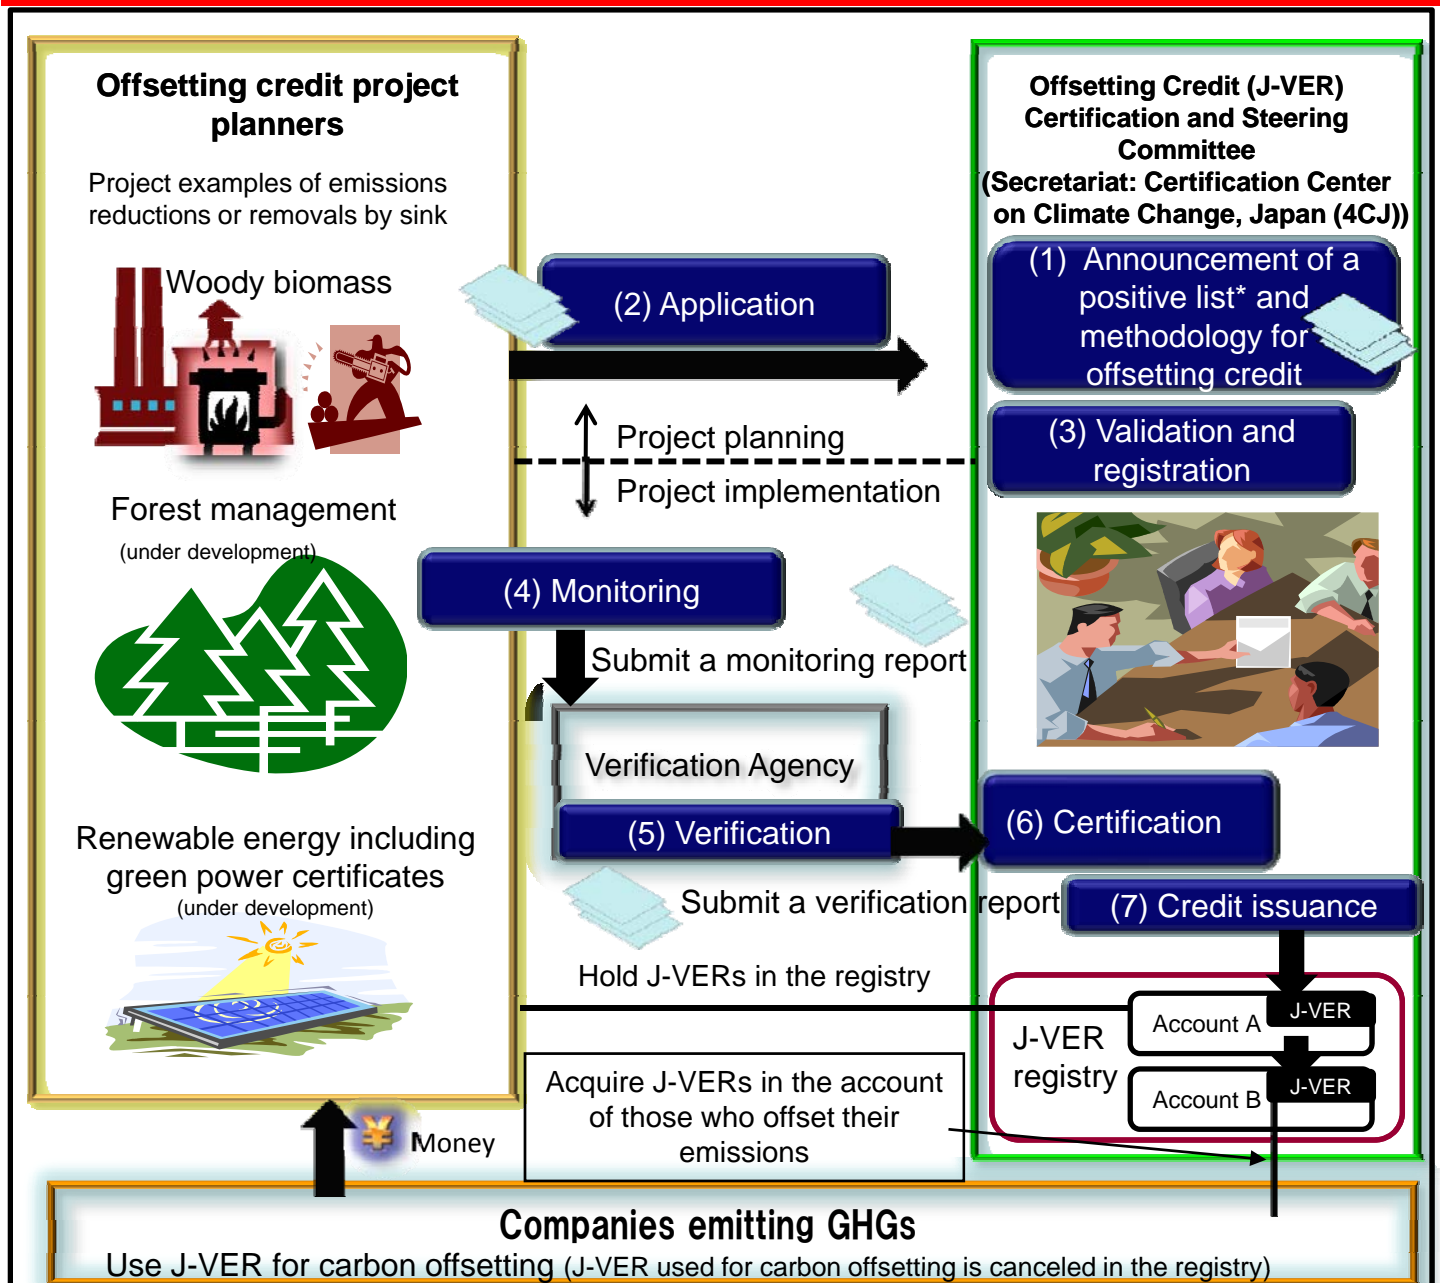 Offsetting credit project
planners
Project examples of emissions
reductions or removals by sink
Woody biomass
Forest management
(under development)
Renewable energy including
green power certificates
(under development)
Offsetting Credit (J-VER)
Certification and Steering
Committee
(Secretariat: Certification Center
on Climate Change, Japan (4CJ))
(1) Announcement of a
positive list* and
methodology for
offsetting credit
(2) Application
(3) Validation and
registration
Project planning
Project implementation
(4) Monitoring
Submit a monitoring report
Verification Agency
(5) Verification
(6) Certification
Submit a verification report
(7) Credit issuance
Hold J-VERs in the registry
J-VER
registry
Account A
J-VER
Account B
J-VER
Acquire J-VERs in the account
of those who offset their
emissions
¥
Money
Companies emitting GHGs
Use J-VER for carbon offsetting (J-VER used for carbon offsetting is canceled in the registry)